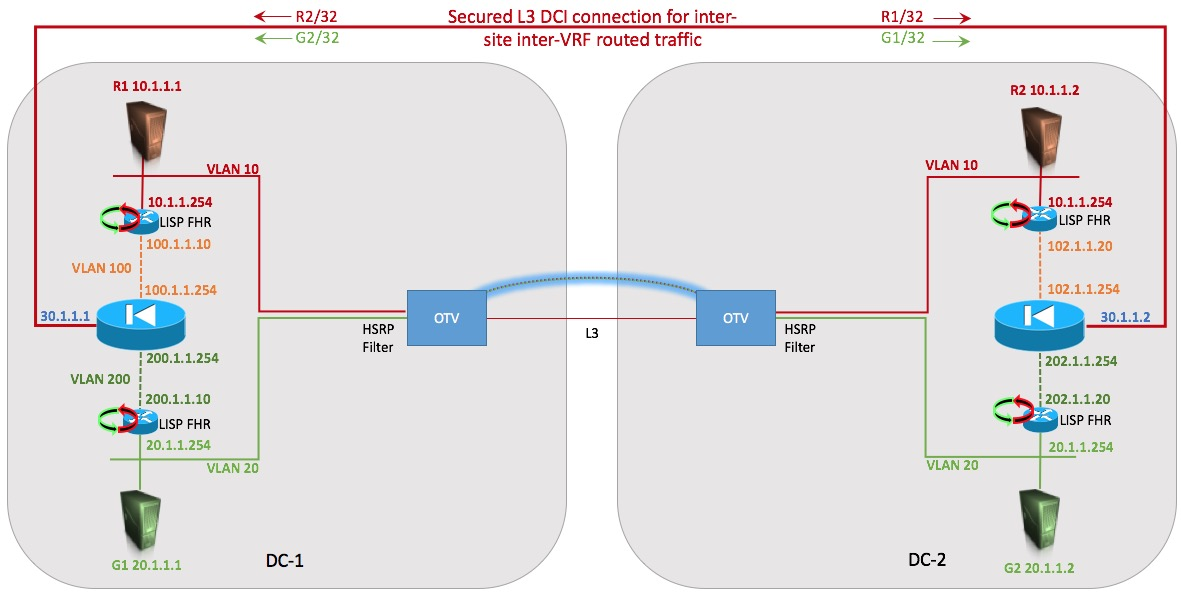 R2/32
Secured L3 DCI connection for inter-
R1/32
G2/32
site inter-VRF routed traffic
G1/32
R1 10.1.1.1
R2 10.1.1.2
VLAN 10
VLAN 10
10.1.1.254
10.1.1.254
LISP FHR
LISP FHR
100.1.1.10
102.1.1.20
VLAN 100
100.1.1.254
102.1.1.254
30.1.1.1
OTV
OTV
30.1.1.2
HSRP
Filter
L3
HSRP
Filter
200.1.1.254
202.1.1.254
VLAN 200
200.1.1.10
202.1.1.20
LISP FHR
LISP FHR
20.1.1.254
20.1.1.254
VLAN 20
VLAN 20
G1 20.1.1.1
DC-1
DC-2
G2 20.1.1.2